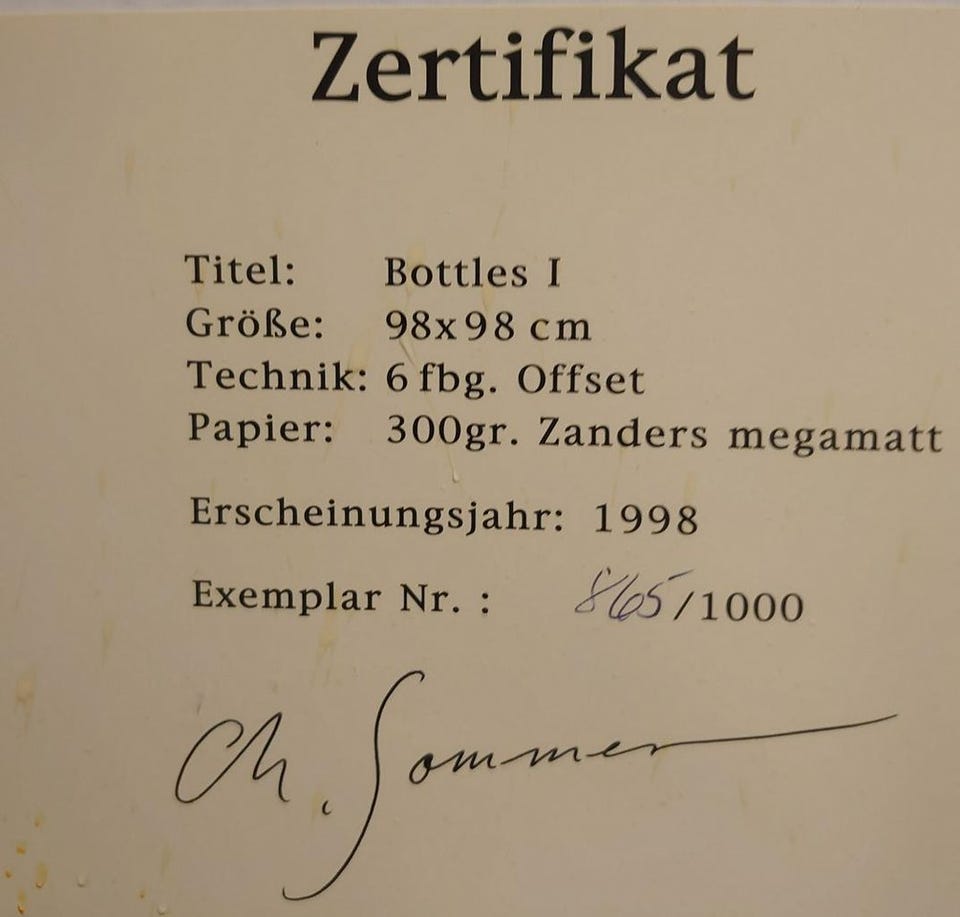 Zertifikat
Titel: Bottles I
Größe: 98x98 cm
Technik: 6 fbg. Offset
Papier: 300gr. Zanders megamatt
Erscheinungsjahr: 1998
Exemplar Nr. : 865/1000
Ch. Sommer